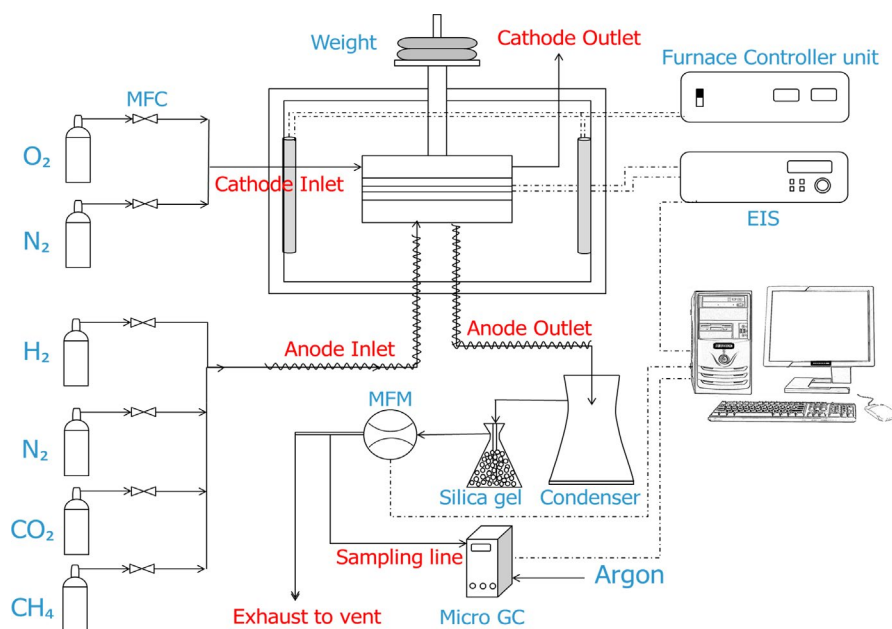 Weight
Cathode Outlet
Furnace Controller unit
MFC
O₂
Cathode Inlet
N₂
EIS
H₂
Anode Inlet
Anode Outlet
MFM
N₂
Silica gel
Condenser
CO₂
Sampling line
Argon
CH₄
Exhaust to vent
Micro GC